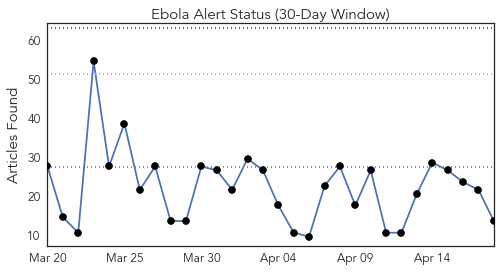 Ebola Alert Status (30-Day Window)
Articles Found
60
50
40
30
20
10
Mar 20 Mar 25 Mar 30 Apr 04 Apr 09 Apr 14